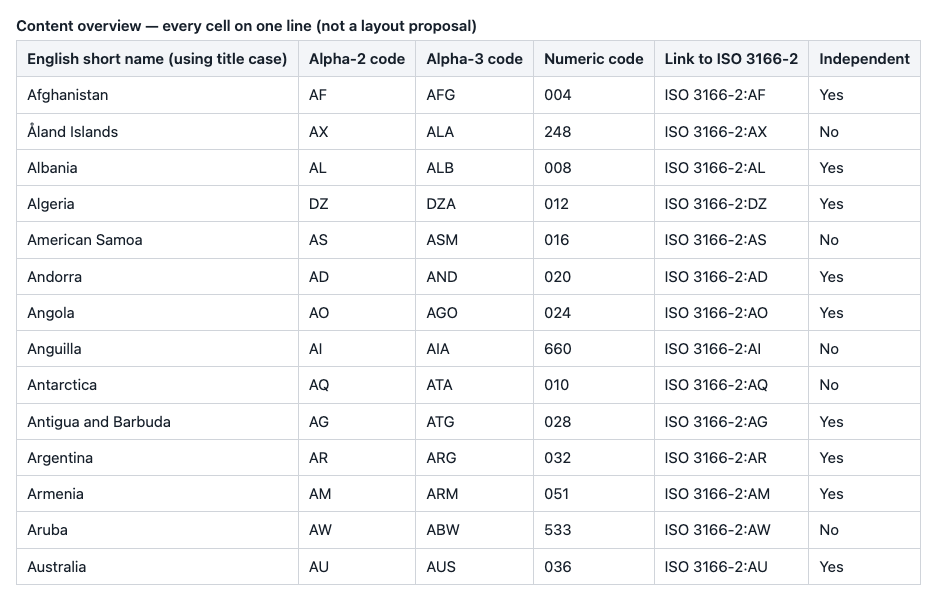 Content overview — every cell on one line (not a layout proposal)
English short name (using title case) Alpha-2 code Alpha-3 code Numeric code Link to ISO 3166-2 Independent
Afghanistan AF AFG 004 ISO 3166-2:AF Yes
Åland Islands AX ALA 248 ISO 3166-2:AX No
Albania AL ALB 008 ISO 3166-2:AL Yes
Algeria DZ DZA 012 ISO 3166-2:DZ Yes
American Samoa AS ASM 016 ISO 3166-2:AS No
Andorra AD AND 020 ISO 3166-2:AD Yes
Angola AO AGO 024 ISO 3166-2:AO Yes
Anguilla AI AIA 660 ISO 3166-2:AI No
Antarctica AQ ATA 010 ISO 3166-2:AQ No
Antigua and Barbuda AG ATG 028 ISO 3166-2:AG Yes
Argentina AR ARG 032 ISO 3166-2:AR Yes
Armenia AM ARM 051 ISO 3166-2:AM Yes
Aruba AW ABW 533 ISO 3166-2:AW No
Australia AU AUS 036 ISO 3166-2:AU Yes